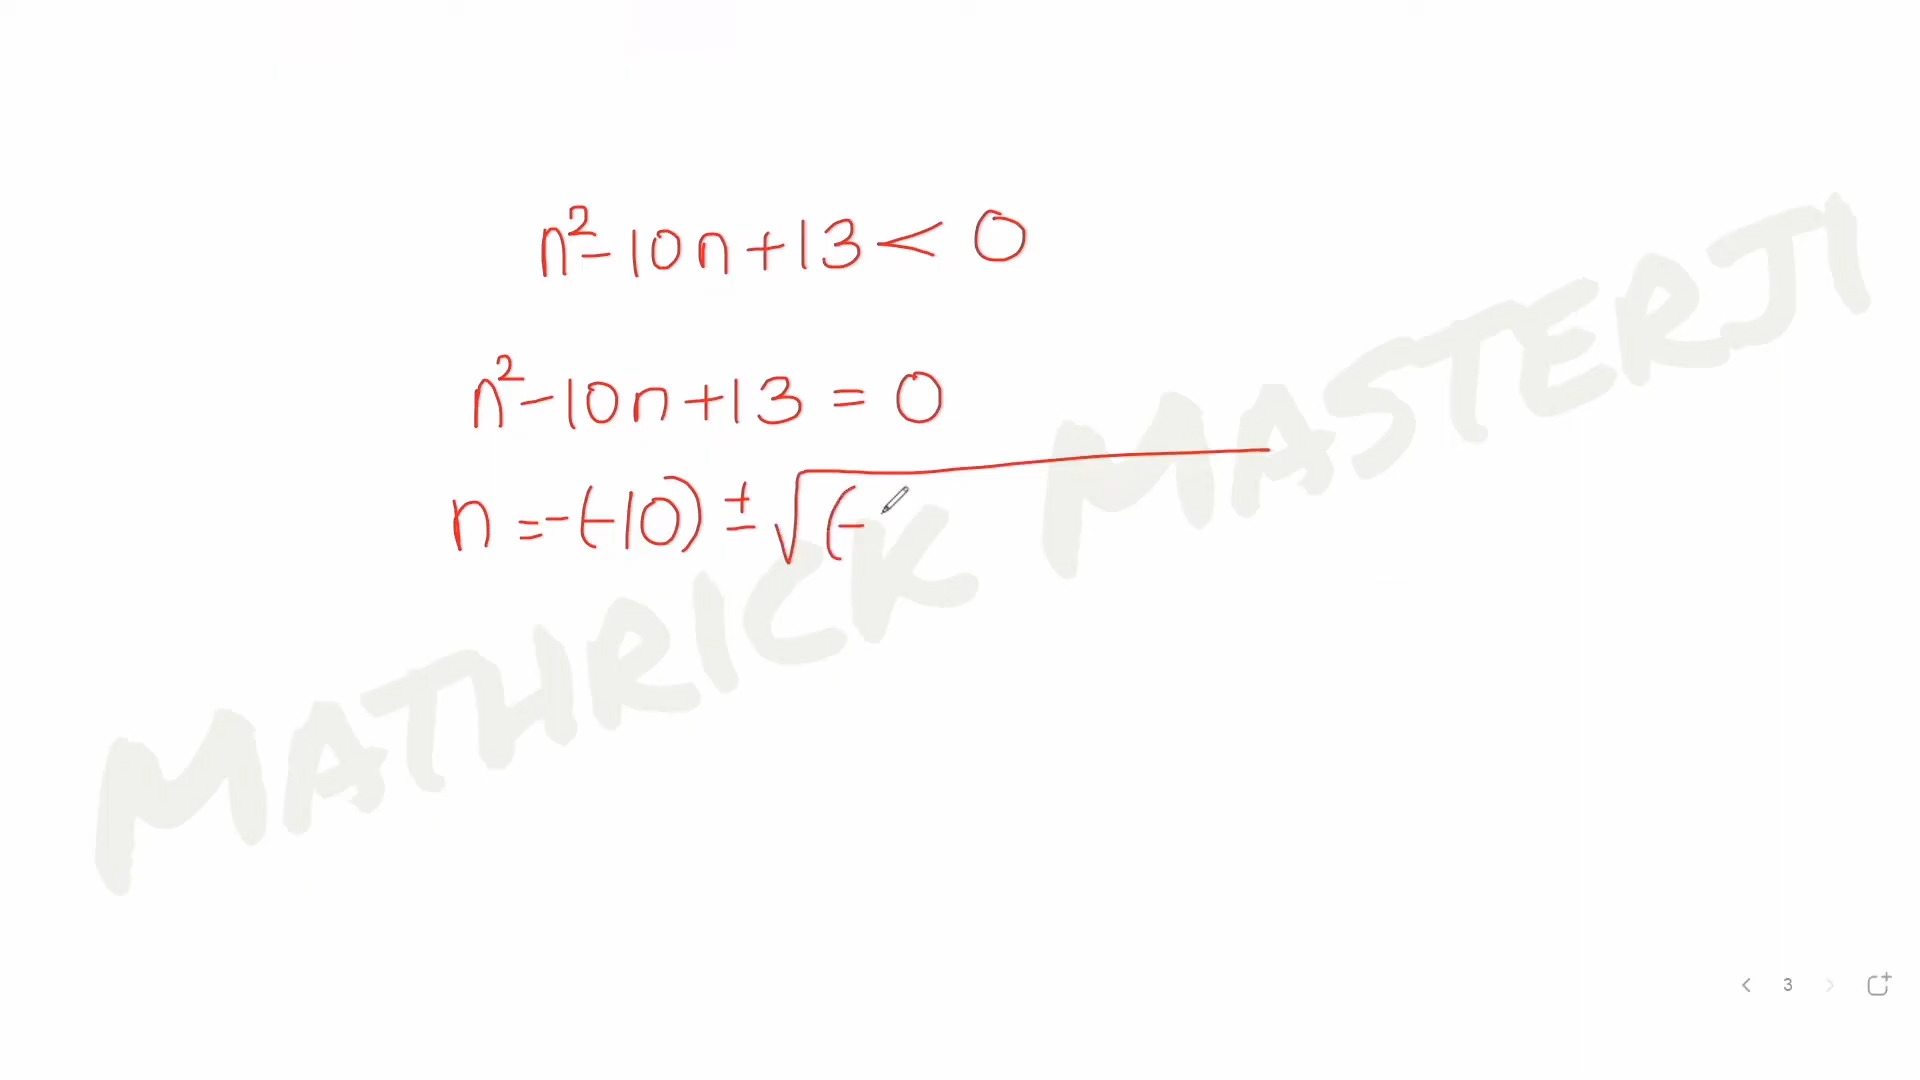 n²-10n+13<0
n²-10n+13=0
n=-(-10)±√(-
MATHRICK MASTERJI
3